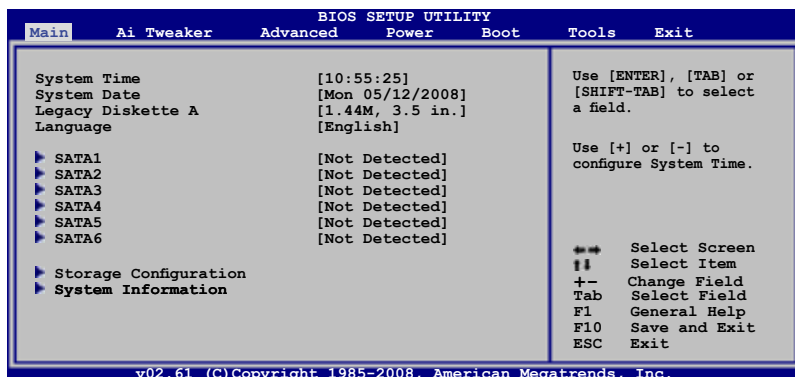 BIOS SETUP UTILITY
Main Ai Tweaker Advanced Power Boot Tools Exit
System Time [10:55:25]
System Date [Mon 05/12/2008]
Legacy Diskette A [1.44M, 3.5 in.]
Language [English]
SATA1 [Not Detected]
SATA2 [Not Detected]
SATA3 [Not Detected]
SATA4 [Not Detected]
SATA5 [Not Detected]
SATA6 [Not Detected]
Storage Configuration
System Information
Use [ENTER], [TAB] or
[SHIFT-TAB] to select
a field.
Use [+] or [-] to
configure System Time.
Select Screen
Select Item
+- Change Field
Tab Select Field
F1 General Help
F10 Save and Exit
ESC Exit
v02.61 (C)Copyright 1985-2008, American Megatrends, Inc.